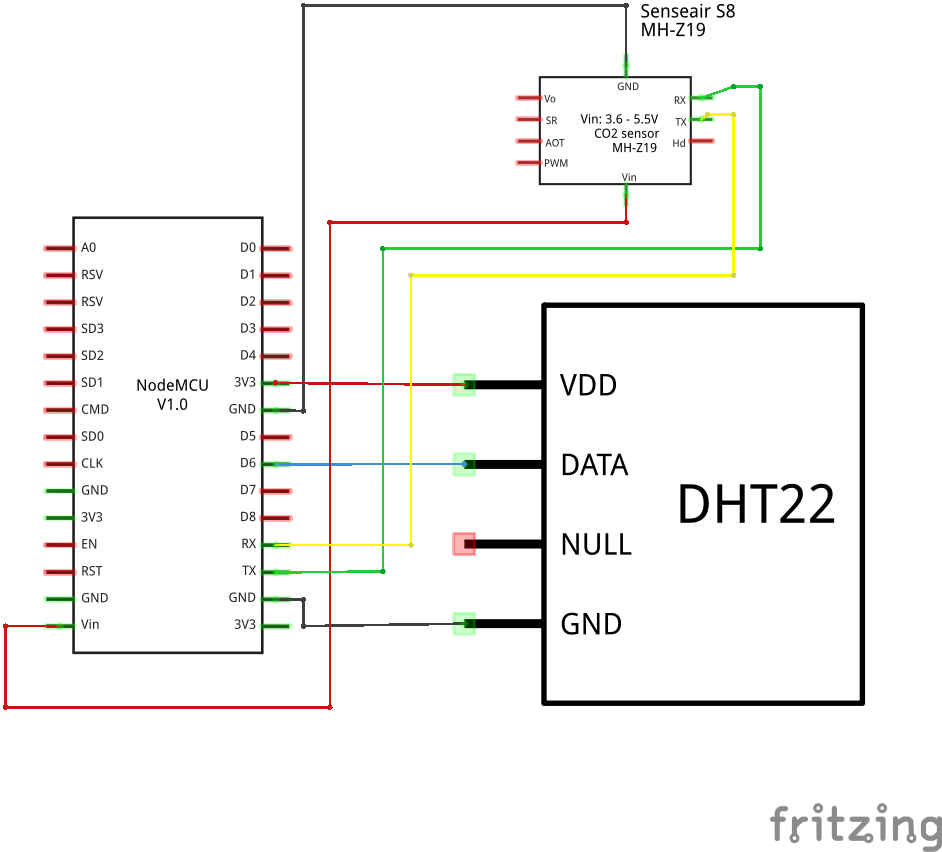 Senseair S8
MH-Z19
GND
Vo
RX
SR
Vin: 3.6 - 5.5V
TX
CO2 sensor
AOT
MH-Z19
Hd
PWM
Vin
A0
D0
RSV
D1
RSV
D2
SD3
D3
SD2
D4
SD1
3V3
NodeMCU
V1.0
CMD
GND
SD0
D5
CLK
D6
GND
D7
3V3
D8
EN
RX
RST
TX
GND
GND
Vin
3V3
VDD
DATA
DHT22
NULL
GND
fritzing